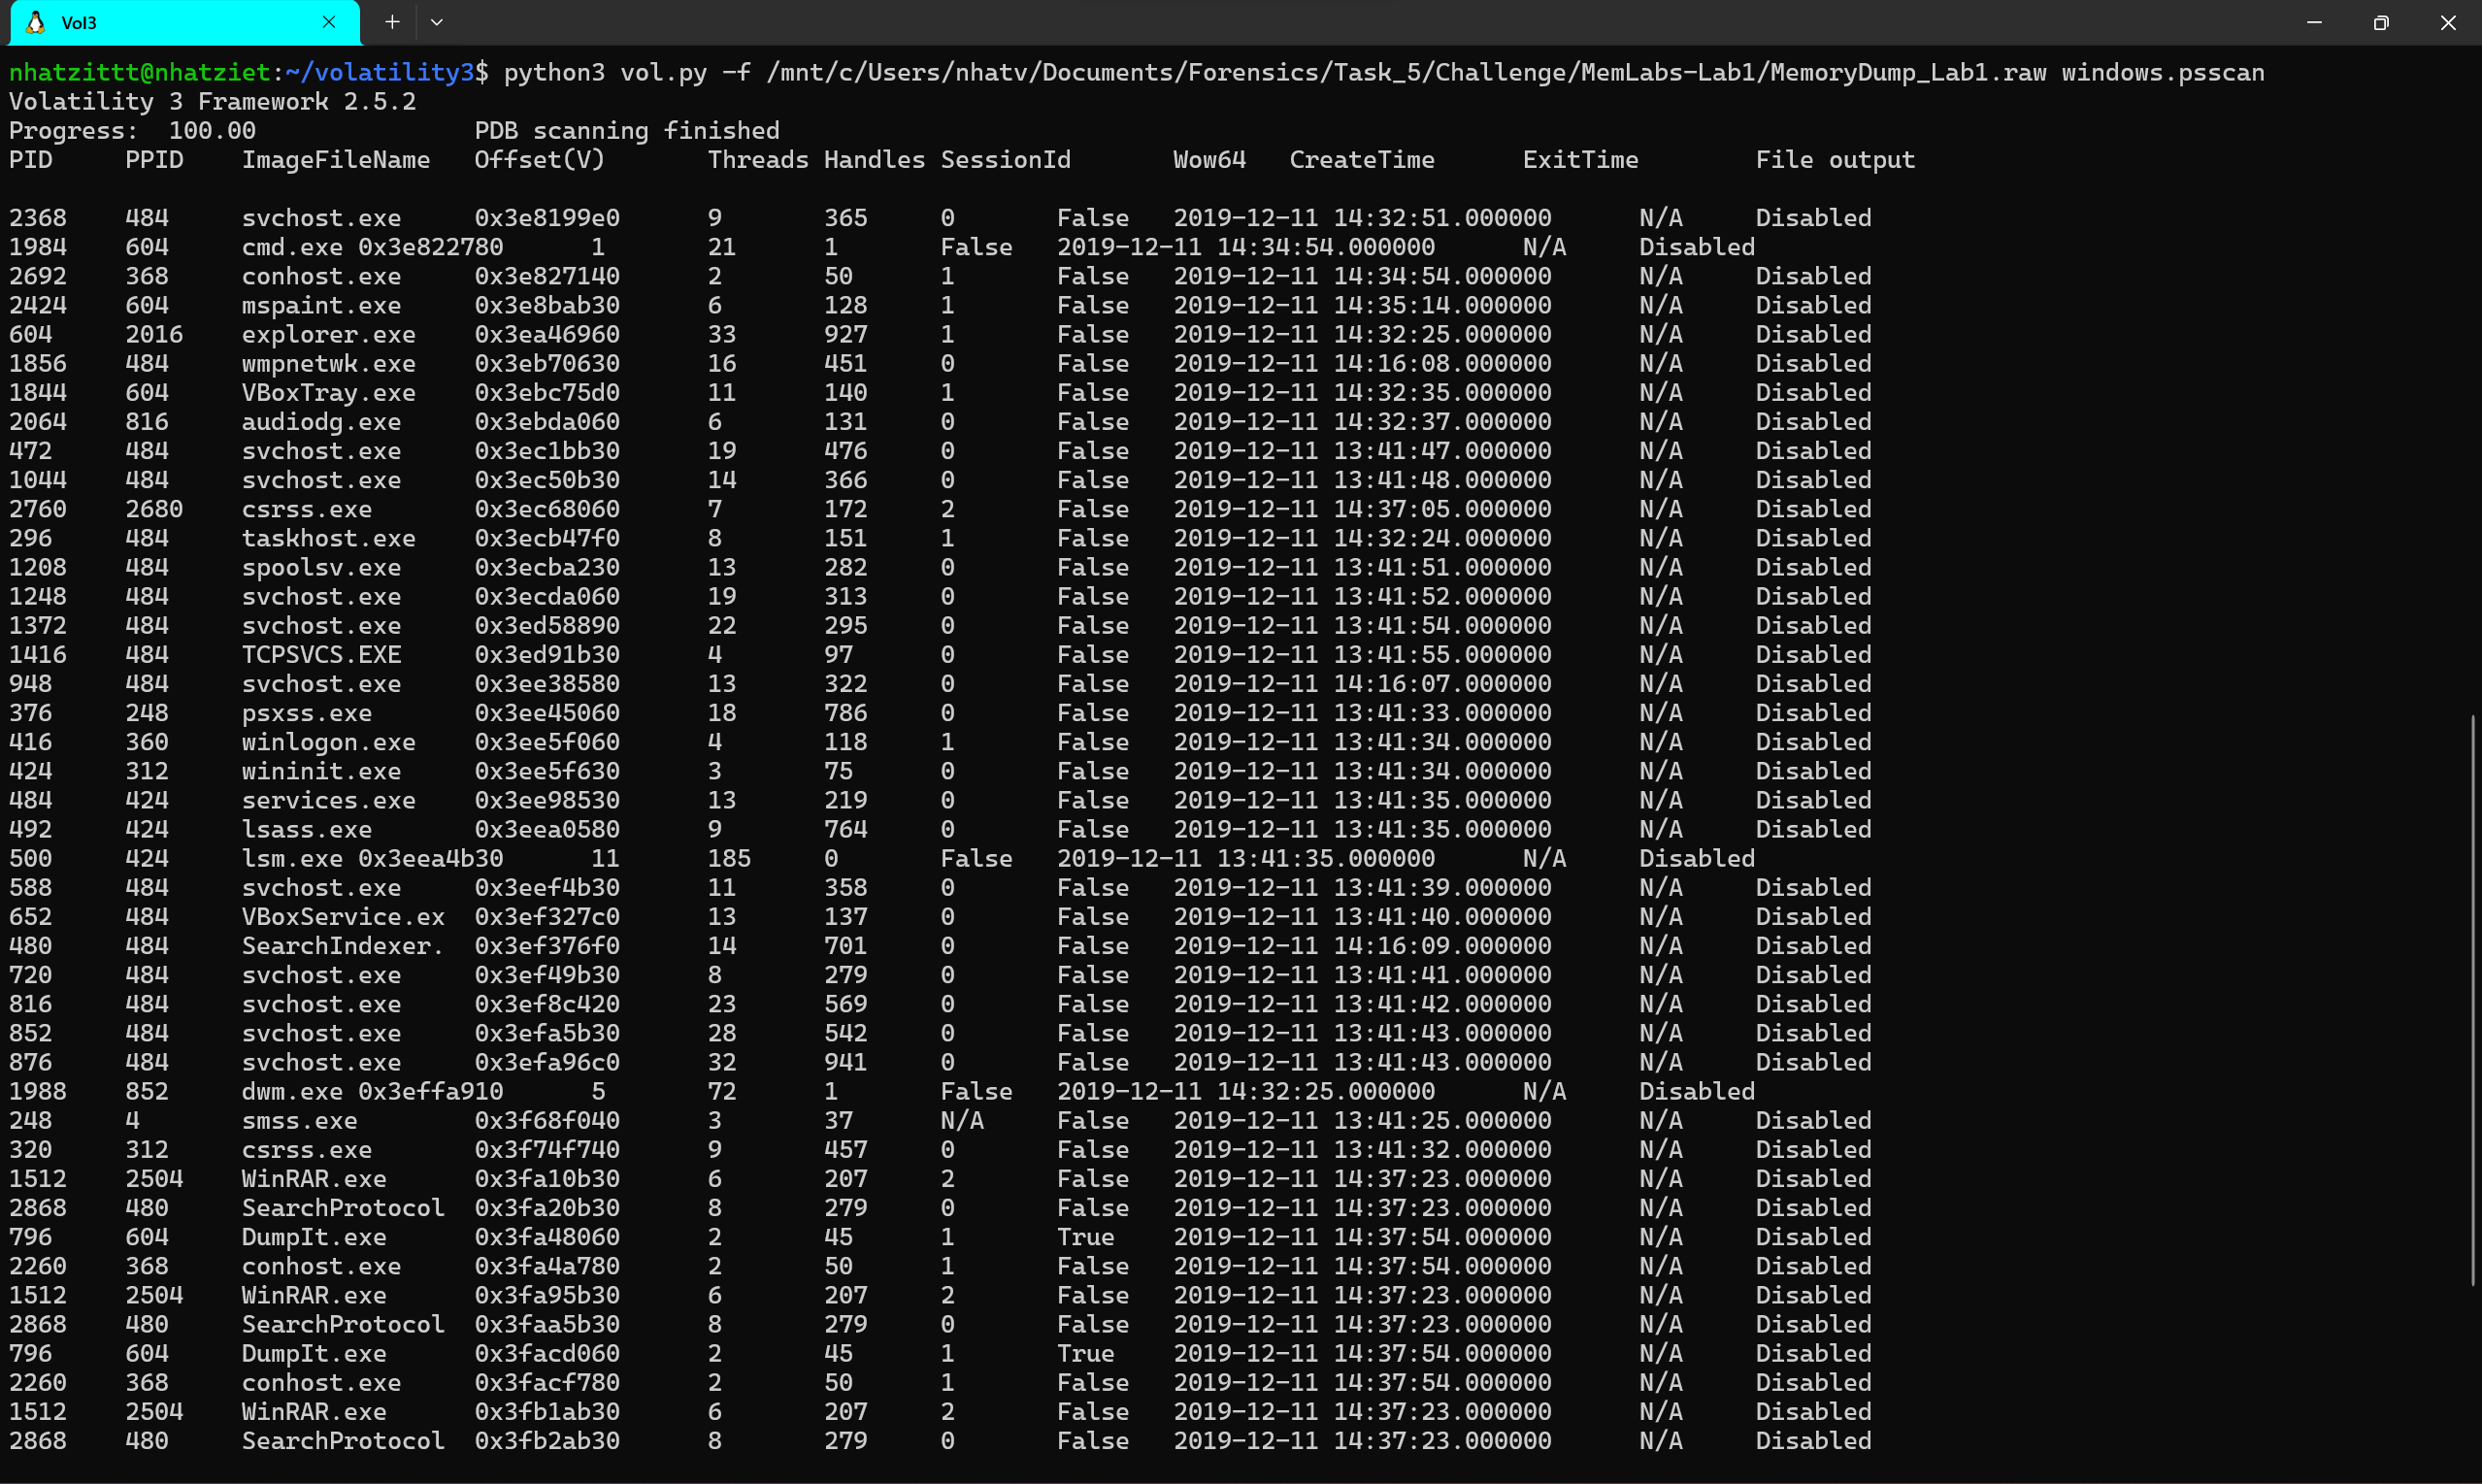 Vol3
nhatzittt@nhatziet:~/volatility3$ python3 vol.py -f /mnt/c/Users/nhatv/Documents/Forensics/Task_5/Challenge/MemLabs-Lab1/MemoryDump_Lab1.raw windows.psscan
Volatility 3 Framework 2.5.2
Progress:  100.00               PDB scanning finished
PID     PPID    ImageFileName   Offset(V)       Threads Handles SessionId       Wow64   CreateTime      ExitTime        File output
2368    484     svchost.exe     0x3e8199e0      9       365     0       False   2019-12-11 14:32:51.000000      N/A     Disabled
1984    604     cmd.exe 0x3e822780      1       21      1       False   2019-12-11 14:34:54.000000      N/A     Disabled
2692    368     conhost.exe     0x3e827140      2       50      1       False   2019-12-11 14:34:54.000000      N/A     Disabled
2424    604     mspaint.exe     0x3e8bab30      6       128     1       False   2019-12-11 14:35:14.000000      N/A     Disabled
604     2016    explorer.exe    0x3ea46960      33      927     1       False   2019-12-11 14:32:25.000000      N/A     Disabled
1856    484     wmpnetwk.exe    0x3eb70630      16      451     0       False   2019-12-11 14:16:08.000000      N/A     Disabled
1844    604     VBoxTray.exe    0x3ebc75d0      11      140     1       False   2019-12-11 14:32:35.000000      N/A     Disabled
2064    816     audiodg.exe     0x3ebda060      6       131     0       False   2019-12-11 14:32:37.000000      N/A     Disabled
472     484     svchost.exe     0x3ec1bb30      19      476     0       False   2019-12-11 13:41:47.000000      N/A     Disabled
1044    484     svchost.exe     0x3ec50b30      14      366     0       False   2019-12-11 13:41:48.000000      N/A     Disabled
2760    2680    csrss.exe       0x3ec68060      7       172     2       False   2019-12-11 14:37:05.000000      N/A     Disabled
296     484     taskhost.exe    0x3ecb47f0      8       151     1       False   2019-12-11 14:32:24.000000      N/A     Disabled
1208    484     spoolsv.exe     0x3ecba230      13      282     0       False   2019-12-11 13:41:51.000000      N/A     Disabled
1248    484     svchost.exe     0x3ecda060      19      313     0       False   2019-12-11 13:41:52.000000      N/A     Disabled
1372    484     svchost.exe     0x3ed58890      22      295     0       False   2019-12-11 13:41:54.000000      N/A     Disabled
1416    484     TCPSVCS.EXE     0x3ed91b30      4       97      0       False   2019-12-11 13:41:55.000000      N/A     Disabled
948     484     svchost.exe     0x3ee38580      13      322     0       False   2019-12-11 14:16:07.000000      N/A     Disabled
376     248     psxss.exe       0x3ee45060      18      786     0       False   2019-12-11 13:41:33.000000      N/A     Disabled
416     360     winlogon.exe    0x3ee5f060      4       118     1       False   2019-12-11 13:41:34.000000      N/A     Disabled
424     312     wininit.exe     0x3ee5f630      3       75      0       False   2019-12-11 13:41:34.000000      N/A     Disabled
484     424     services.exe    0x3ee98530      13      219     0       False   2019-12-11 13:41:35.000000      N/A     Disabled
492     424     lsass.exe       0x3eea0580      9       764     0       False   2019-12-11 13:41:35.000000      N/A     Disabled
500     424     lsm.exe 0x3eea4b30      11      185     0       False   2019-12-11 13:41:35.000000      N/A     Disabled
588     484     svchost.exe     0x3eef4b30      11      358     0       False   2019-12-11 13:41:39.000000      N/A     Disabled
652     484     VBoxService.ex  0x3ef327c0      13      137     0       False   2019-12-11 13:41:40.000000      N/A     Disabled
480     484     SearchIndexer.  0x3ef376f0      14      701     0       False   2019-12-11 14:16:09.000000      N/A     Disabled
720     484     svchost.exe     0x3ef49b30      8       279     0       False   2019-12-11 13:41:41.000000      N/A     Disabled
816     484     svchost.exe     0x3ef8c420      23      569     0       False   2019-12-11 13:41:42.000000      N/A     Disabled
852     484     svchost.exe     0x3efa5b30      28      542     0       False   2019-12-11 13:41:43.000000      N/A     Disabled
876     484     svchost.exe     0x3efa96c0      32      941     0       False   2019-12-11 13:41:43.000000      N/A     Disabled
1988    852     dwm.exe 0x3effa910      5       72      1       False   2019-12-11 14:32:25.000000      N/A     Disabled
248     4       smss.exe        0x3f68f040      3       37      N/A     False   2019-12-11 13:41:25.000000      N/A     Disabled
320     312     csrss.exe       0x3f74f740      9       457     0       False   2019-12-11 13:41:32.000000      N/A     Disabled
1512    2504    WinRAR.exe      0x3fa10b30      6       207     2       False   2019-12-11 14:37:23.000000      N/A     Disabled
2868    480     SearchProtocol  0x3fa20b30      8       279     0       False   2019-12-11 14:37:23.000000      N/A     Disabled
796     604     DumpIt.exe      0x3fa48060      2       45      1       True    2019-12-11 14:37:54.000000      N/A     Disabled
2260    368     conhost.exe     0x3fa4a780      2       50      1       False   2019-12-11 14:37:54.000000      N/A     Disabled
1512    2504    WinRAR.exe      0x3fa95b30      6       207     2       False   2019-12-11 14:37:23.000000      N/A     Disabled
2868    480     SearchProtocol  0x3faa5b30      8       279     0       False   2019-12-11 14:37:23.000000      N/A     Disabled
796     604     DumpIt.exe      0x3facd060      2       45      1       True    2019-12-11 14:37:54.000000      N/A     Disabled
2260    368     conhost.exe     0x3facf780      2       50      1       False   2019-12-11 14:37:54.000000      N/A     Disabled
1512    2504    WinRAR.exe      0x3fb1ab30      6       207     2       False   2019-12-11 14:37:23.000000      N/A     Disabled
2868    480     SearchProtocol  0x3fb2ab30      8       279     0       False   2019-12-11 14:37:23.000000      N/A     Disabled